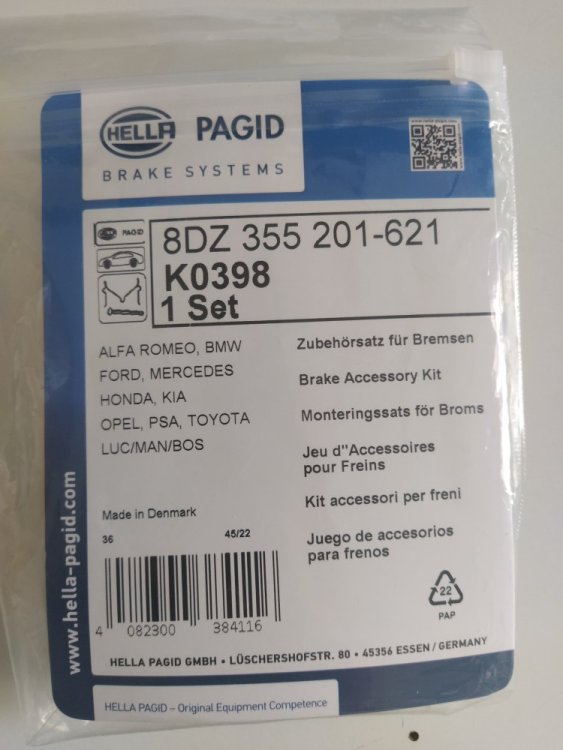 HELLA PAGID
BRAKE SYSTEMS
HELLA PAGID
8DZ 355 201-621
K0398
1 Set
ALFA ROMEO, BMW
FORD, MERCEDES
HONDA, KIA
OPEL, PSA, TOYOTA
LUC/MAN/BOS
Zubehörsatz für Bremsen
Brake Accessory Kit
Monteringssats för Broms
Jeu d"Accessoires
pour Freins
Kit accessori per freni
Juego de accesorios
para frenos
Made in Denmark
36 45/22
4 082300 384116
22
PAP
www.hella-pagid.com
HELLA PAGID GMBH • LÜSCHERSHOFSTR. 80 • 45356 ESSEN / GERMANY
HELLA PAGID – Original Equipment Competence